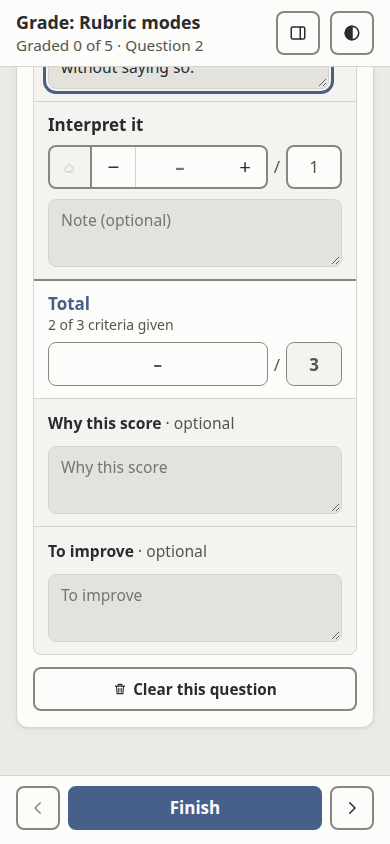 Grade: Rubric modes
Graded 0 of 5 · Question 2
without saying so.
Interpret it
− – + / 1
Note (optional)
Total
2 of 3 criteria given
– / 3
Why this score · optional
Why this score
To improve · optional
To improve
Clear this question
Finish